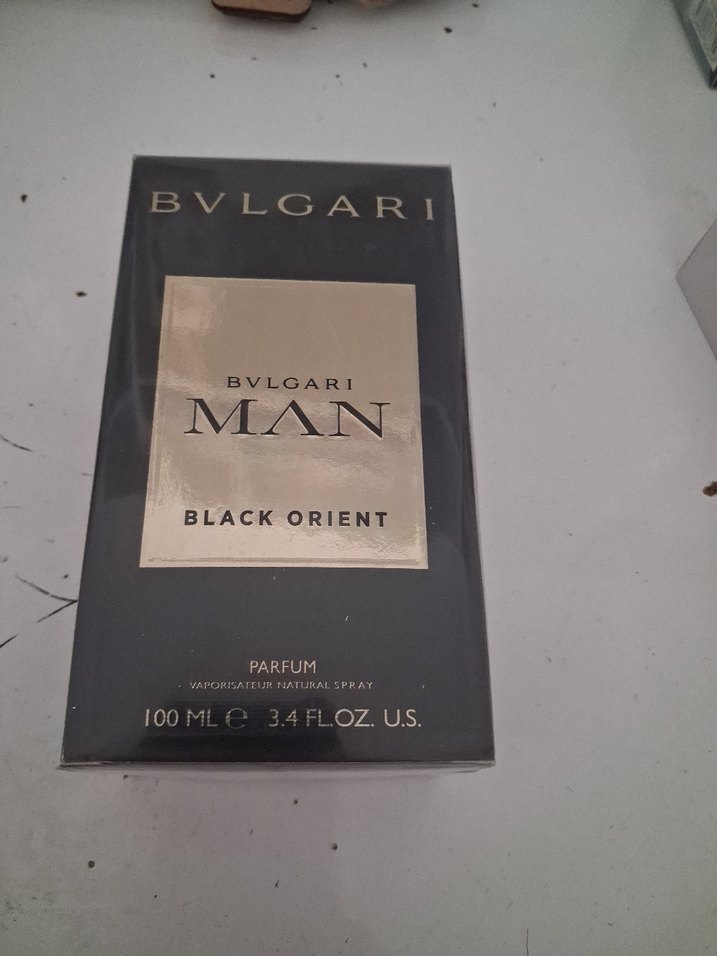 BVLGARI
BVLGARI
MAN
BLACK ORIENT
PARFUM
VAPORISATEUR NATURAL SPRAY
100 ML ℮ 3.4 FL.OZ. U.S.